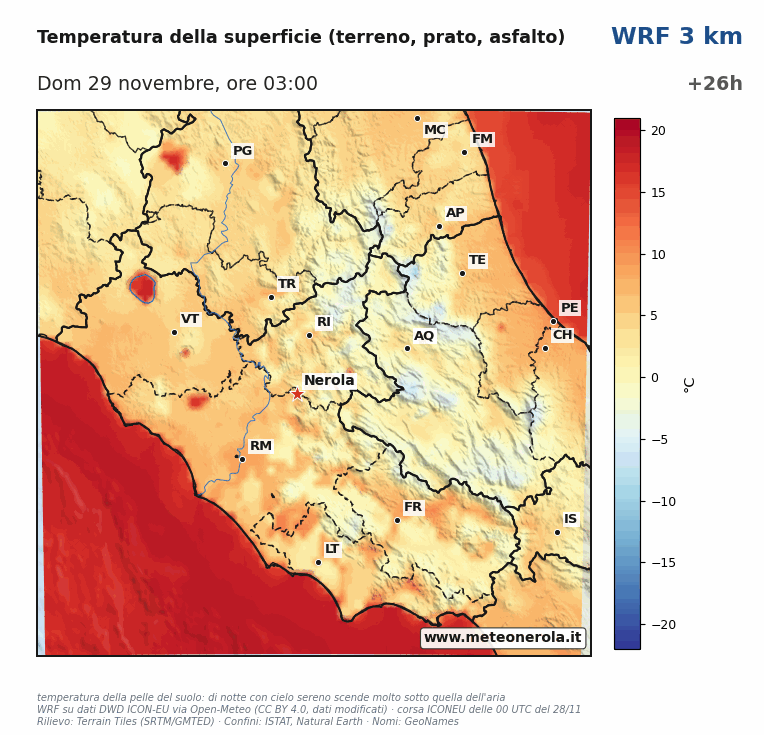 Temperatura della superficie (terreno, prato, asfalto)
WRF 3 km
Dom 29 novembre, ore 03:00
+26h
MC
FM
PG
AP
TE
TR
PE
VT
RI
CH
AQ
Nerola
RM
FR
IS
LT
www.meteonerola.it
20
15
10
5
0
−5
−10
−15
−20
°C
temperatura della pelle del suolo: di notte con cielo sereno scende molto sotto quella dell'aria
WRF su dati DWD ICON-EU via Open-Meteo (CC BY 4.0, dati modificati) · corsa ICONEU delle 00 UTC del 28/11
Rilievo: Terrain Tiles (SRTM/GMTED) · Confini: ISTAT, Natural Earth · Nomi: GeoNames